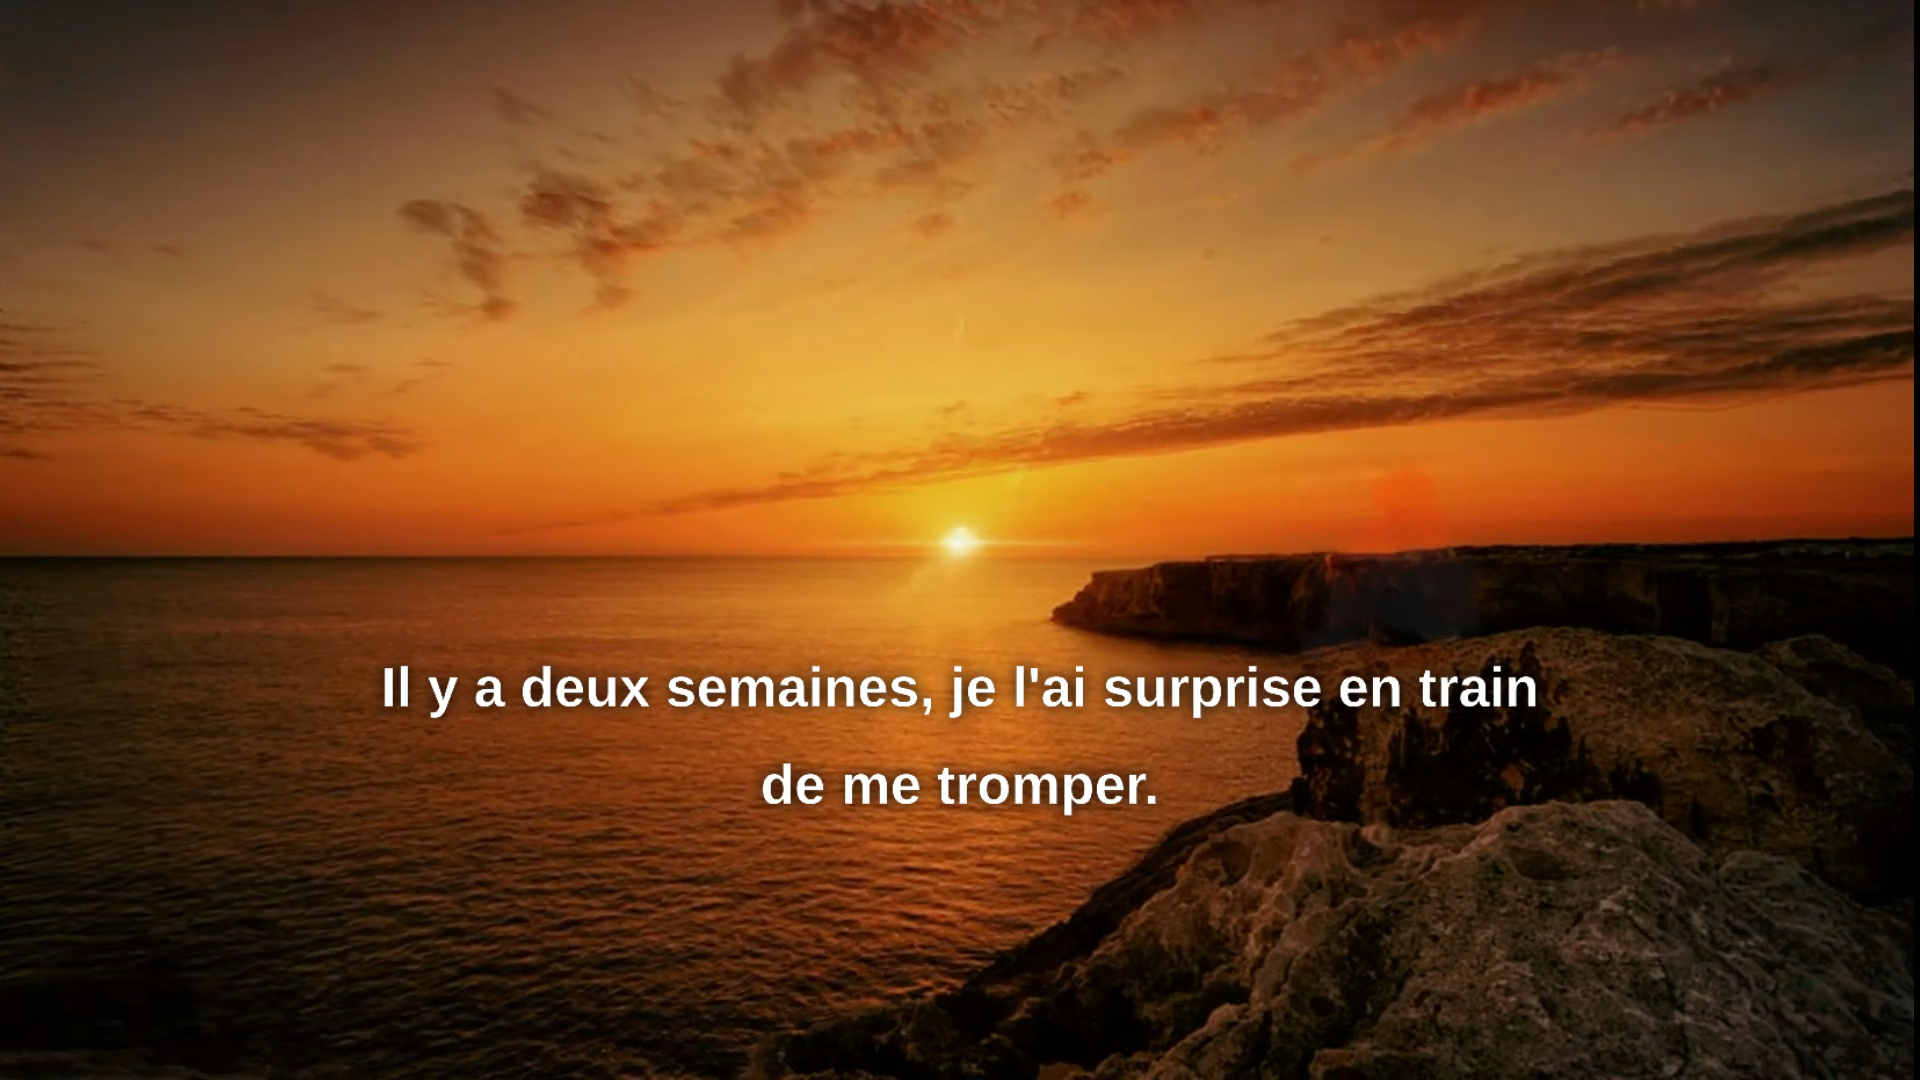 Il y a deux semaines, je l'ai surprise en train
de me tromper.